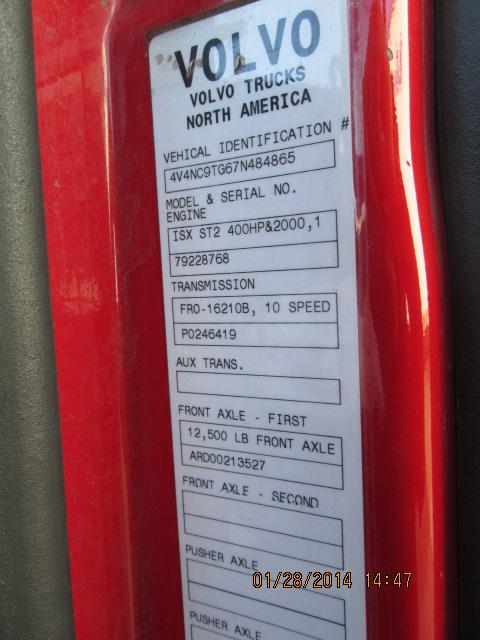 VOLVO
VOLVO TRUCKS
NORTH AMERICA
VEHICAL IDENTIFICATION #
4V4NC9TG67N484865
MODEL & SERIAL NO.
ENGINE
ISX ST2 400HP&2000,1
79228768
TRANSMISSION
FRO-16210B, 10 SPEED
P0246419
AUX TRANS.
FRONT AXLE - FIRST
12,500 LB FRONT AXLE
ARD00213527
FRONT AXLE - SECOND
PUSHER AXLE
PUSHER AXLE
01/28/2014 14:47